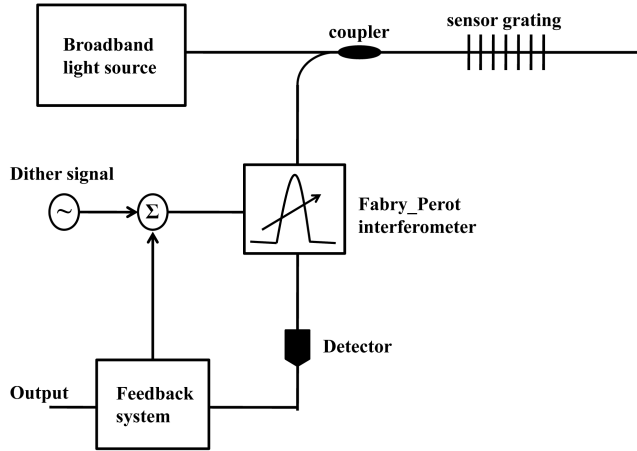 Broadband
light source
coupler
sensor grating
Dither signal
~
Σ
Fabry_Perot
interferometer
Detector
Output
Feedback
system